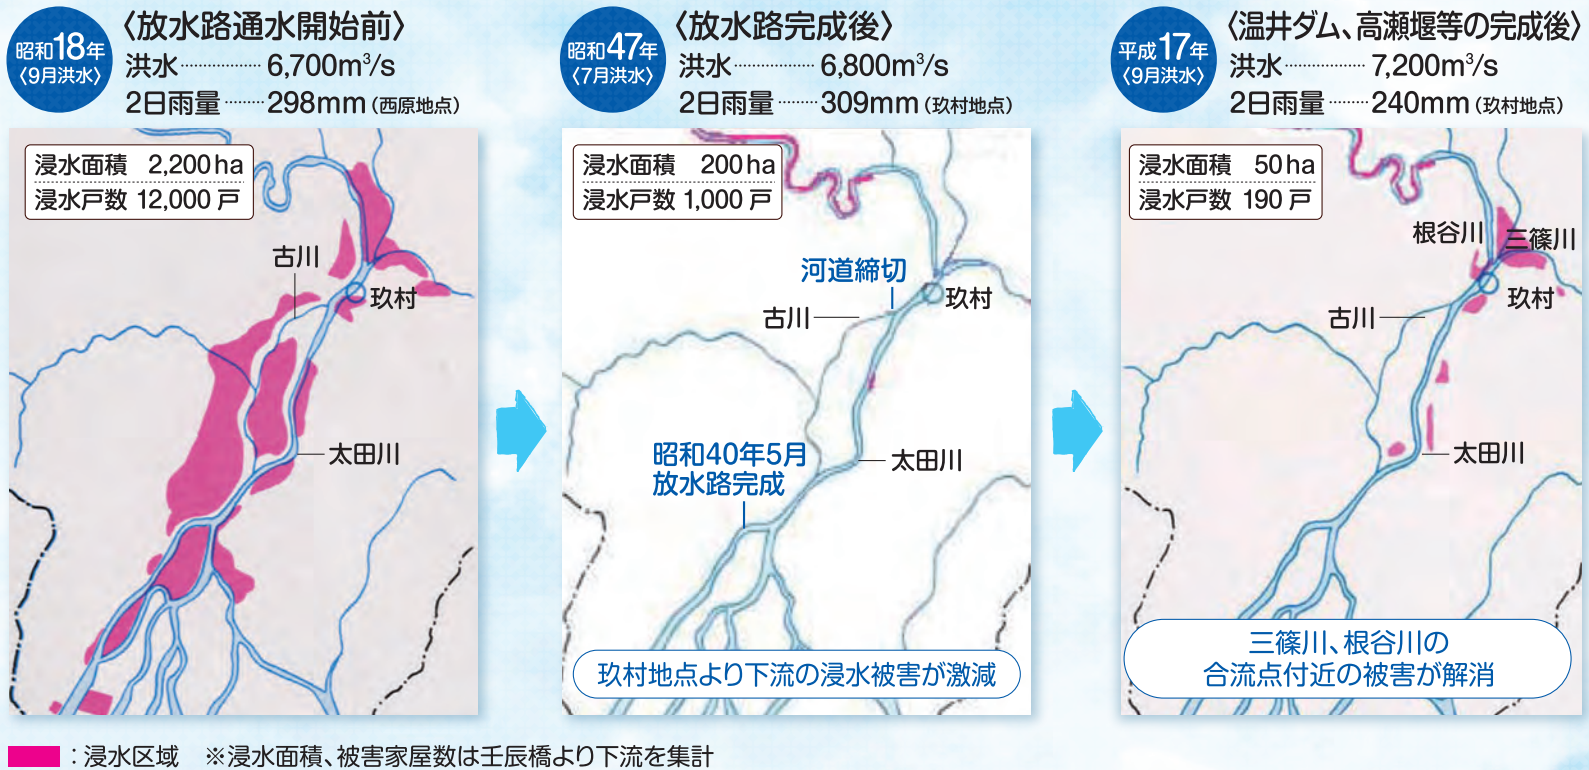 昭和18年
〈9月洪水〉
〈放水路通水開始前〉
洪水 6,700m³/s
2日雨量 298mm（西原地点）
浸水面積 2,200ha
浸水戸数 12,000戸
古川
玖村
太田川
昭和47年
〈7月洪水〉
〈放水路完成後〉
洪水 6,800m³/s
2日雨量 309mm（玖村地点）
浸水面積 200ha
浸水戸数 1,000戸
河道締切
玖村
古川
昭和40年5月
放水路完成
太田川
玖村地点より下流の浸水被害が激減
平成17年
〈9月洪水〉
〈温井ダム、高瀬堰等の完成後〉
洪水 7,200m³/s
2日雨量 240mm（玖村地点）
浸水面積 50ha
浸水戸数 190戸
根谷川
三篠川
玖村
古川
太田川
三篠川、根谷川の
合流点付近の被害が解消
：浸水区域 ※浸水面積、被害家屋数は壬辰橋より下流を集計